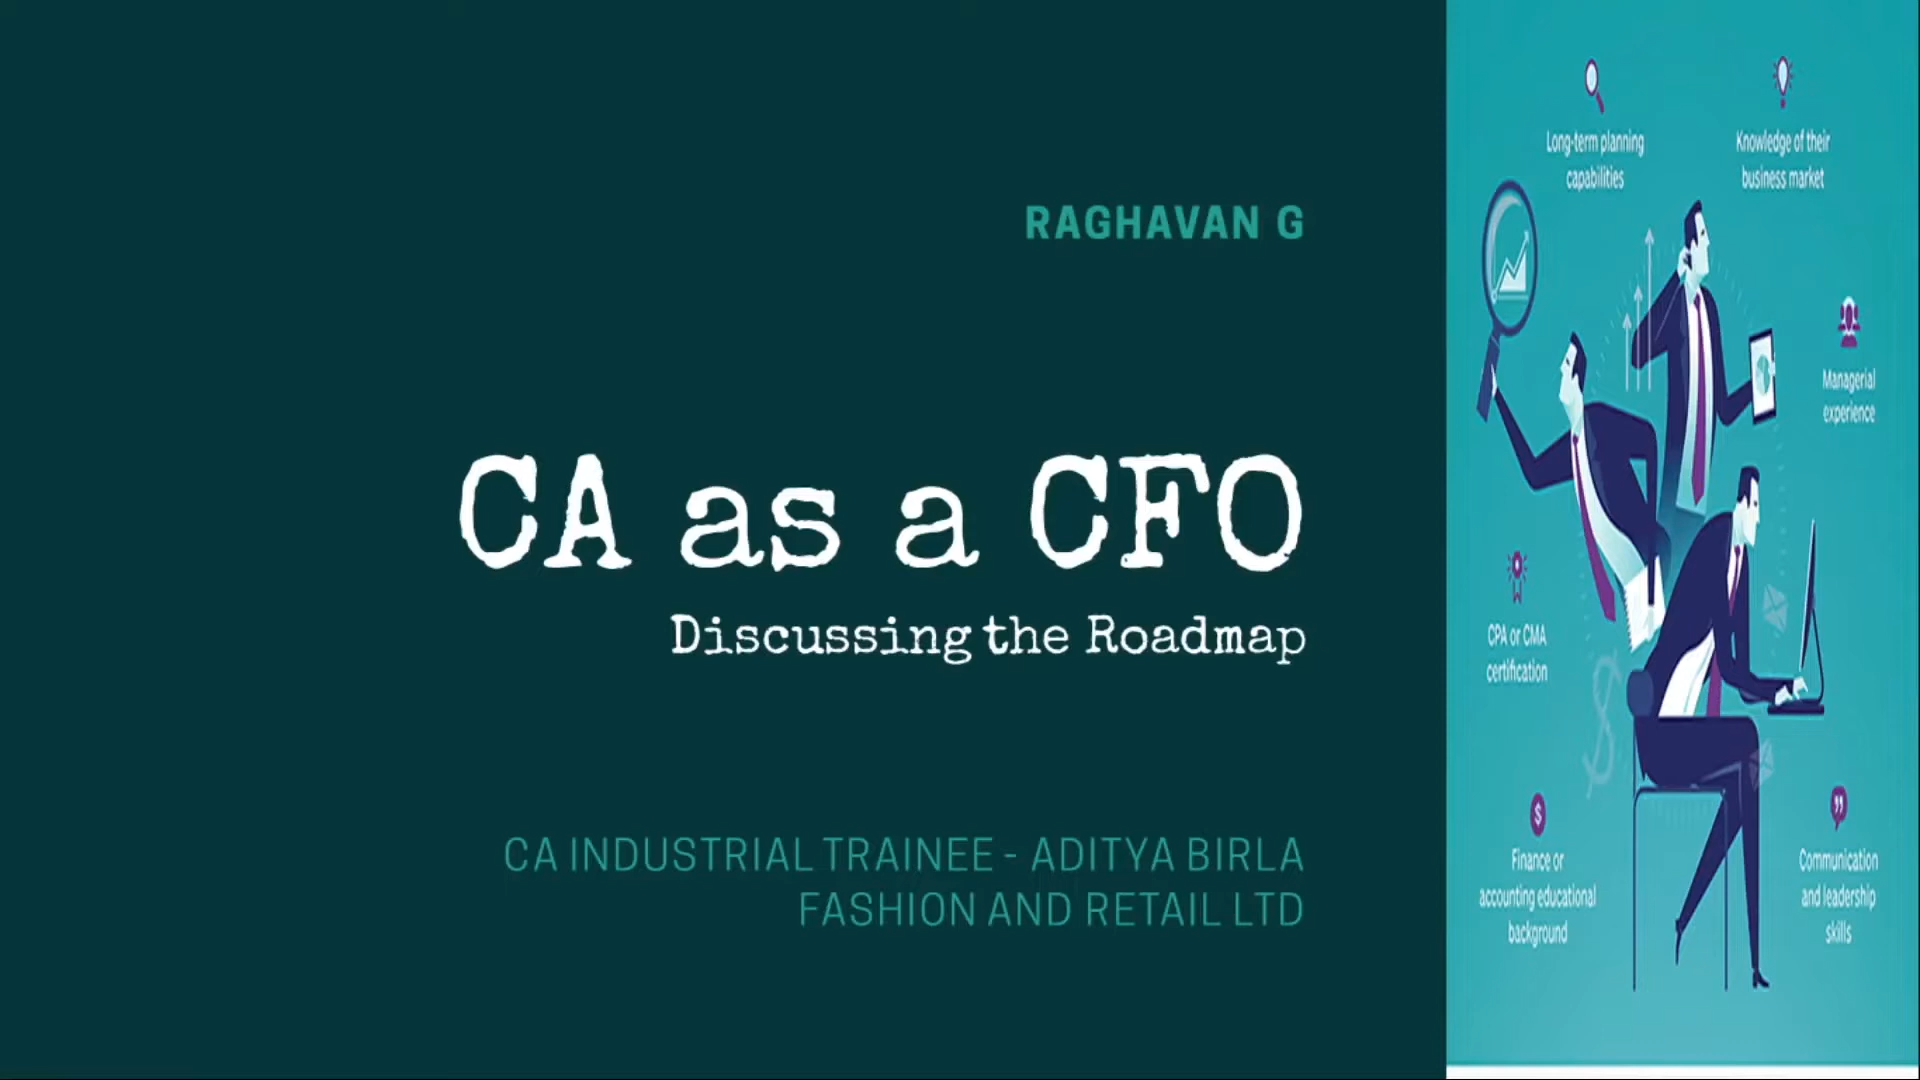 RAGHAVAN G
CA as a CFO
Discussing the Roadmap
CA INDUSTRIAL TRAINEE - ADITYA BIRLA
FASHION AND RETAIL LTD
Long-term planning
capabilities
Knowledge of their
business market
Managerial
experience
CPA or CMA
certification
Finance or
accounting educational
background
Communication
and leadership
skills